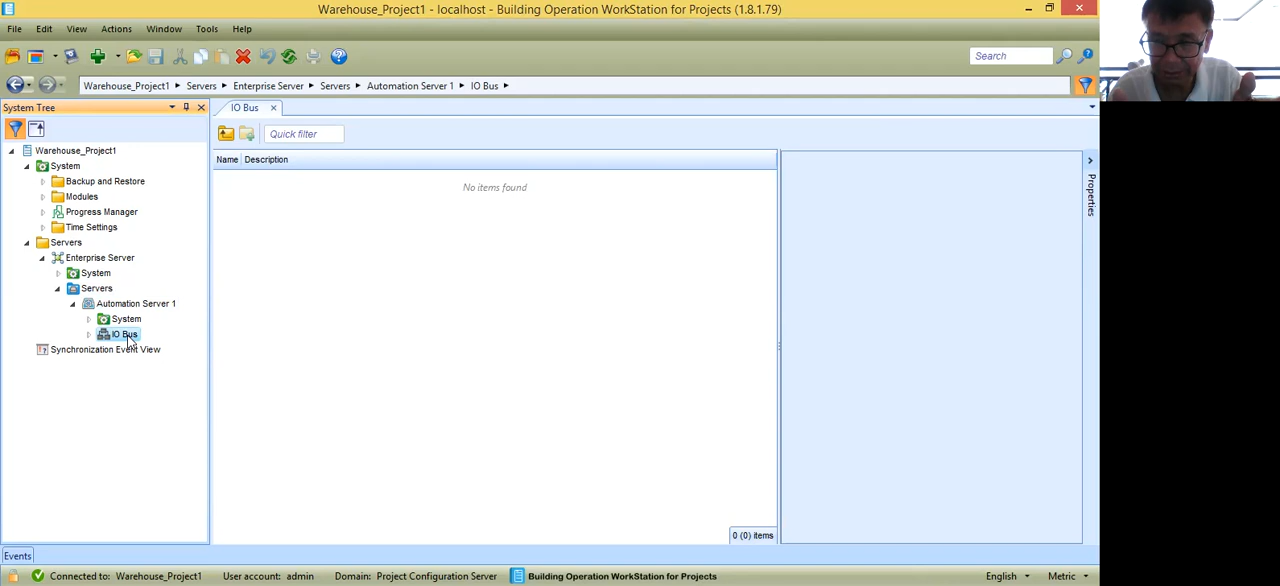 Warehouse_Project1 - localhost - Building Operation WorkStation for Projects (1.8.1.79)
File Edit View Actions Window Tools Help
Search
Warehouse_Project1 Servers Enterprise Server Servers Automation Server 1 IO Bus
System Tree
IO Bus
Quick filter
Name Description
No items found
Properties
Warehouse_Project1
System
Backup and Restore
Modules
Progress Manager
Time Settings
Servers
Enterprise Server
System
Servers
Automation Server 1
System
IO Bus
Synchronization Event View
0 (0) items
Events
Connected to: Warehouse_Project1 User account: admin Domain: Project Configuration Server Building Operation WorkStation for Projects English Metric